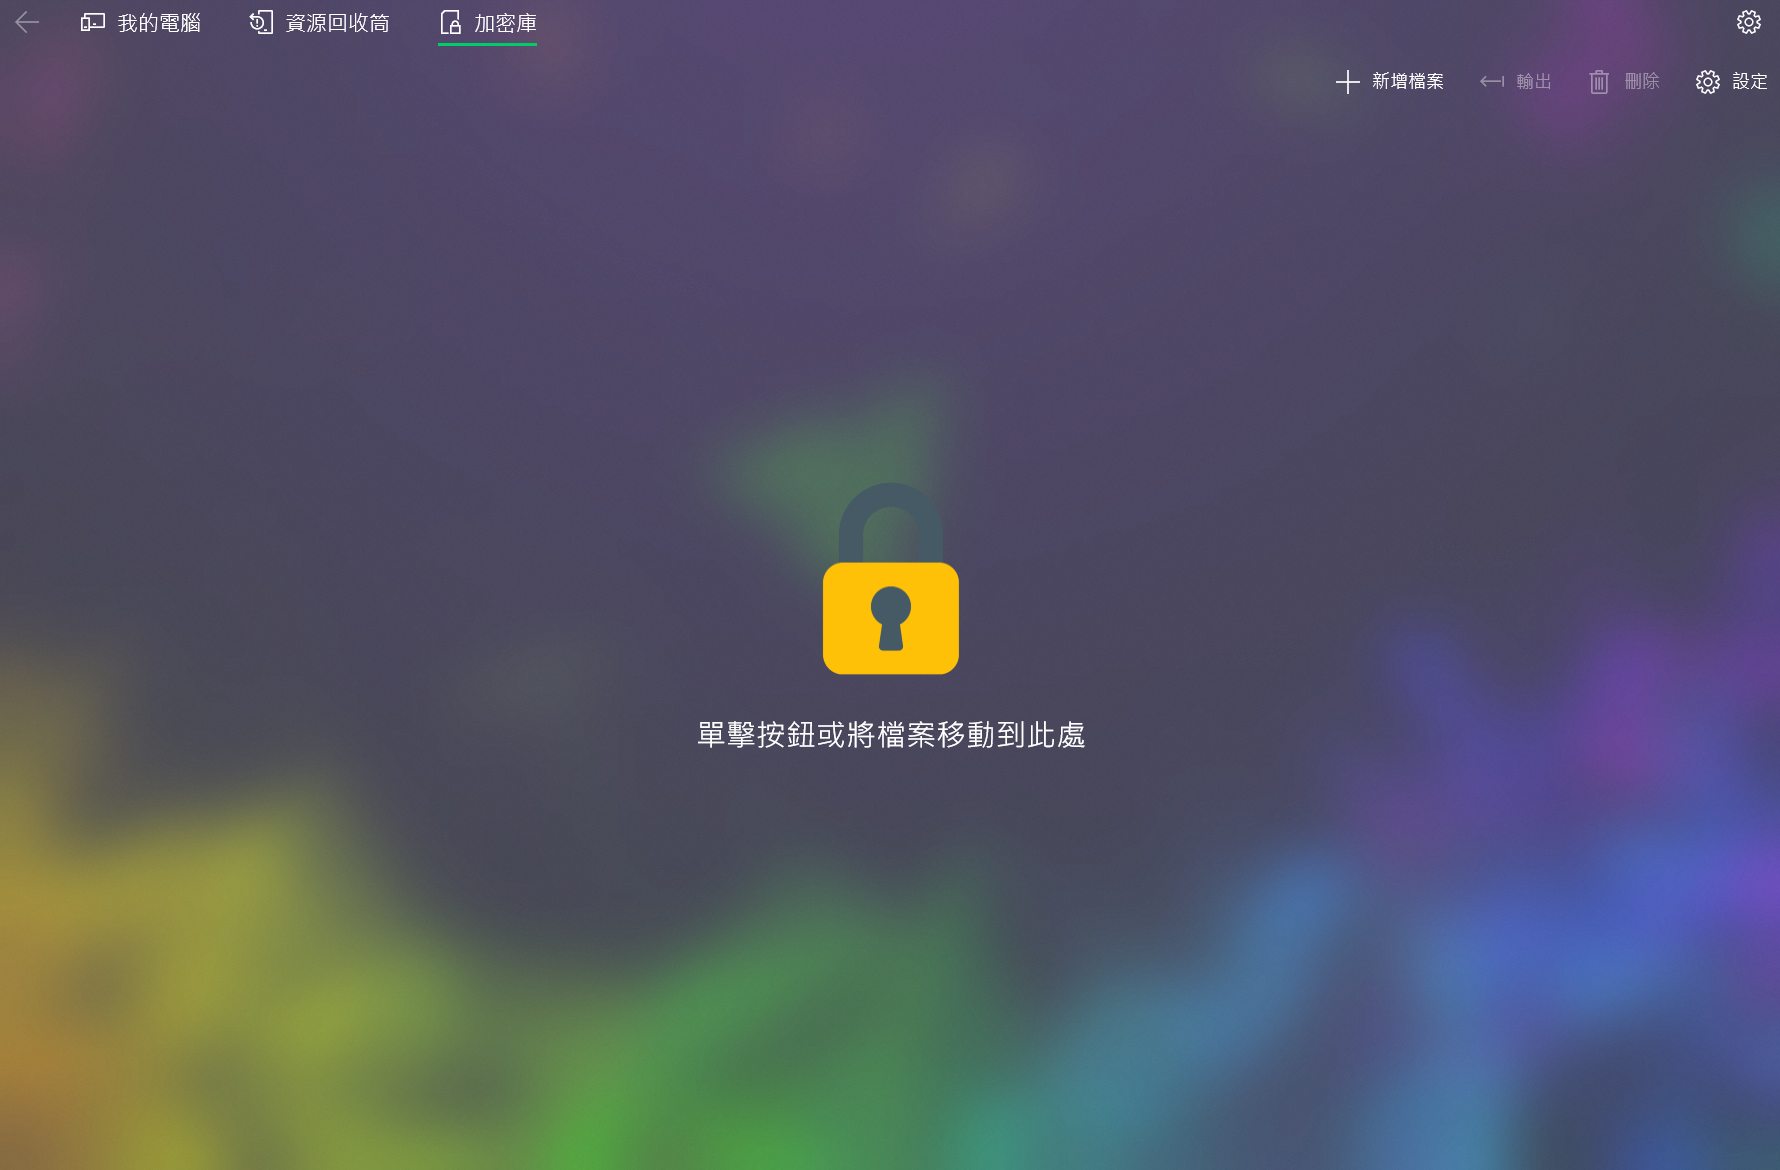 我的電腦
資源回收筒
加密庫
新增檔案
輸出
刪除
設定
單擊按鈕或將檔案移動到此處